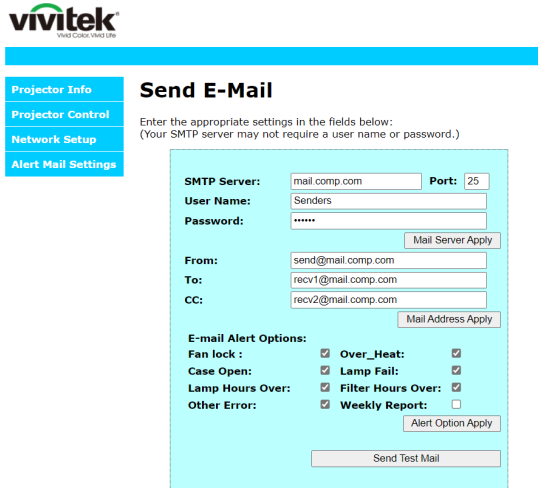 vivitek
Vivid Color. Vivid Life
Projector Info
Projector Control
Network Setup
Alert Mail Settings
Send E-Mail
Enter the appropriate settings in the fields below:
(Your SMTP server may not require a user name or password.)
SMTP Server: mail.comp.com Port: 25
User Name: Senders
Password: ••••••
Mail Server Apply
From: send@mail.comp.com
To: recv1@mail.comp.com
CC: recv2@mail.comp.com
Mail Address Apply
E-mail Alert Options:
Fan lock : Over_Heat:
Case Open: Lamp Fail:
Lamp Hours Over: Filter Hours Over:
Other Error: Weekly Report:
Alert Option Apply
Send Test Mail